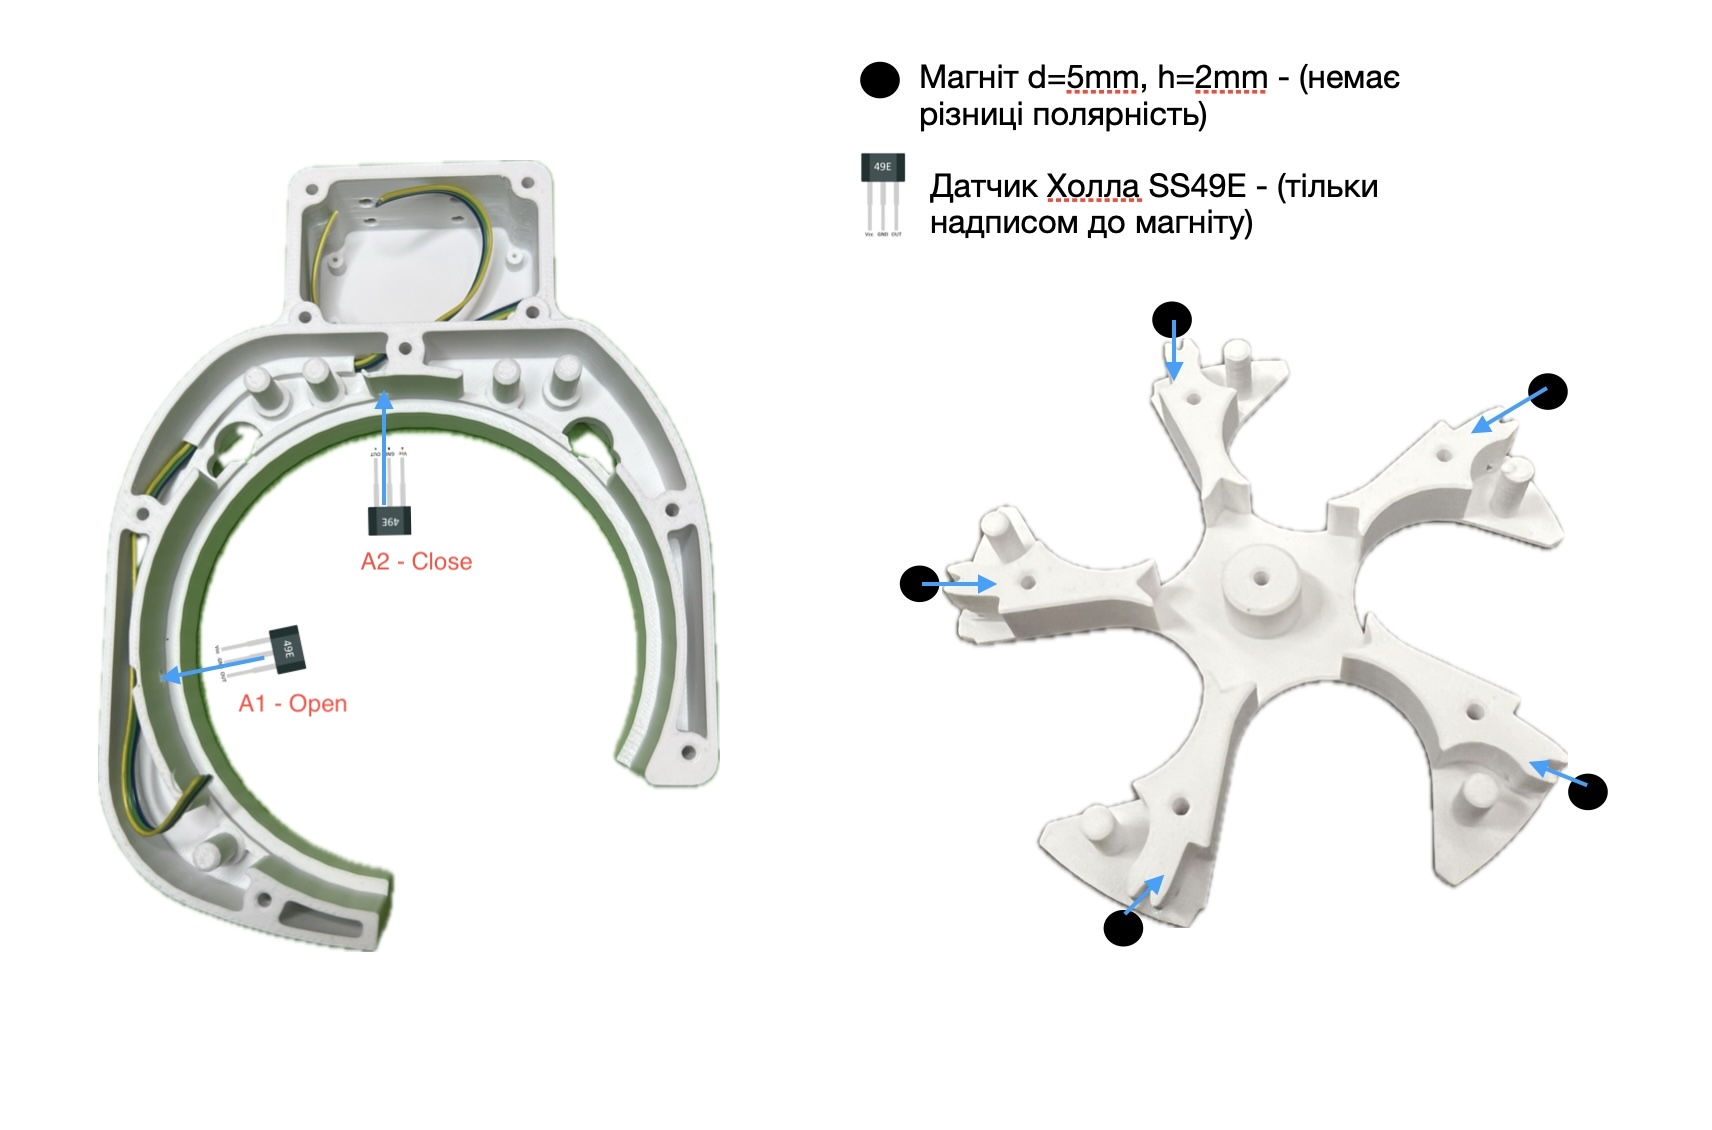 Магніт d=5mm, h=2mm - (немає
різниці полярність)
49E
Vcc GND OUT
Датчик Холла SS49E - (тільки
надписом до магніту)
Vcc GND OUT
49E
A2 - Close
Vcc GND OUT
49E
A1 - Open